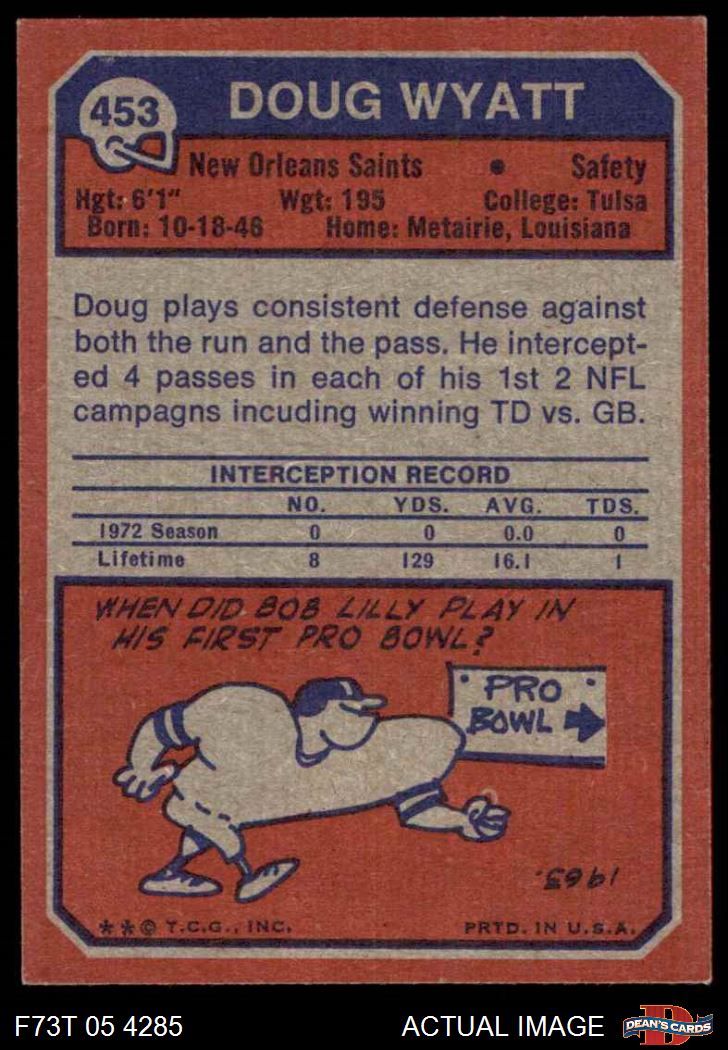 453
DOUG WYATT
New Orleans Saints • Safety
Hgt: 6'1" Wgt: 195 College: Tulsa
Born: 10-18-46 Home: Metairie, Louisiana
Doug plays consistent defense against
both the run and the pass. He intercept-
ed 4 passes in each of his 1st 2 NFL
campagns incuding winning TD vs. GB.
INTERCEPTION RECORD
NO. YDS. AVG. TDS.
1972 Season 0 0 0.0 0
Lifetime 8 129 16.1 1
WHEN DID BOB LILLY PLAY IN
HIS FIRST PRO BOWL?
PRO
BOWL
1963.
**© T.C.G., INC. PRTD. IN U.S.A.
F73T 05 4285 ACTUAL IMAGE
D
DEAN'S CARDS